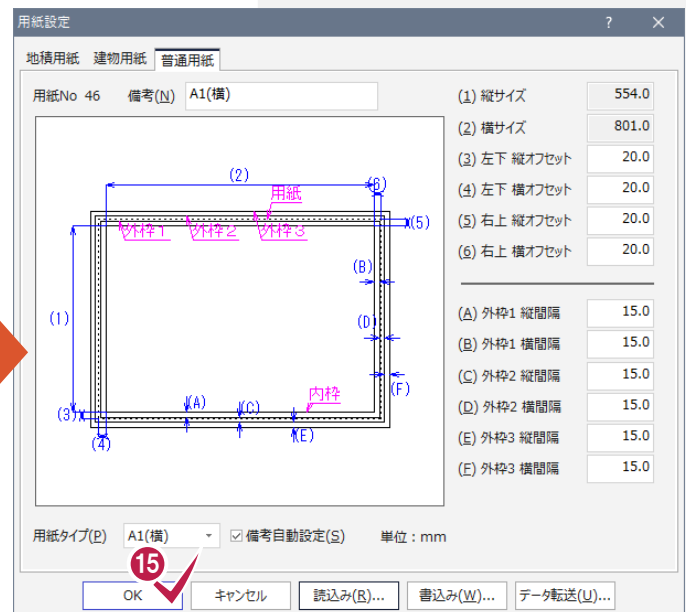 用紙設定 ? ×
地積用紙 建物用紙 普通用紙
用紙No 46 備考(N) A1(横)
(1) 縦サイズ 554.0
(2) 横サイズ 801.0
(3) 左下 縦オフセット 20.0
(4) 左下 横オフセット 20.0
(5) 右上 縦オフセット 20.0
(6) 右上 横オフセット 20.0
(A) 外枠1 縦間隔 15.0
(B) 外枠1 横間隔 15.0
(C) 外枠2 縦間隔 15.0
(D) 外枠2 横間隔 15.0
(E) 外枠3 縦間隔 15.0
(F) 外枠3 横間隔 15.0
(2)
(6)
用紙
外枠1 外枠2 外枠3
(5)
(B)
(1)
(D)
(F)
内枠
(A) (C)
(3)
(E)
(4)
用紙タイプ(P) A1(横) 備考自動設定(S) 単位:mm
15
OK キャンセル 読込み(R)... 書込み(W)... データ転送(U)...